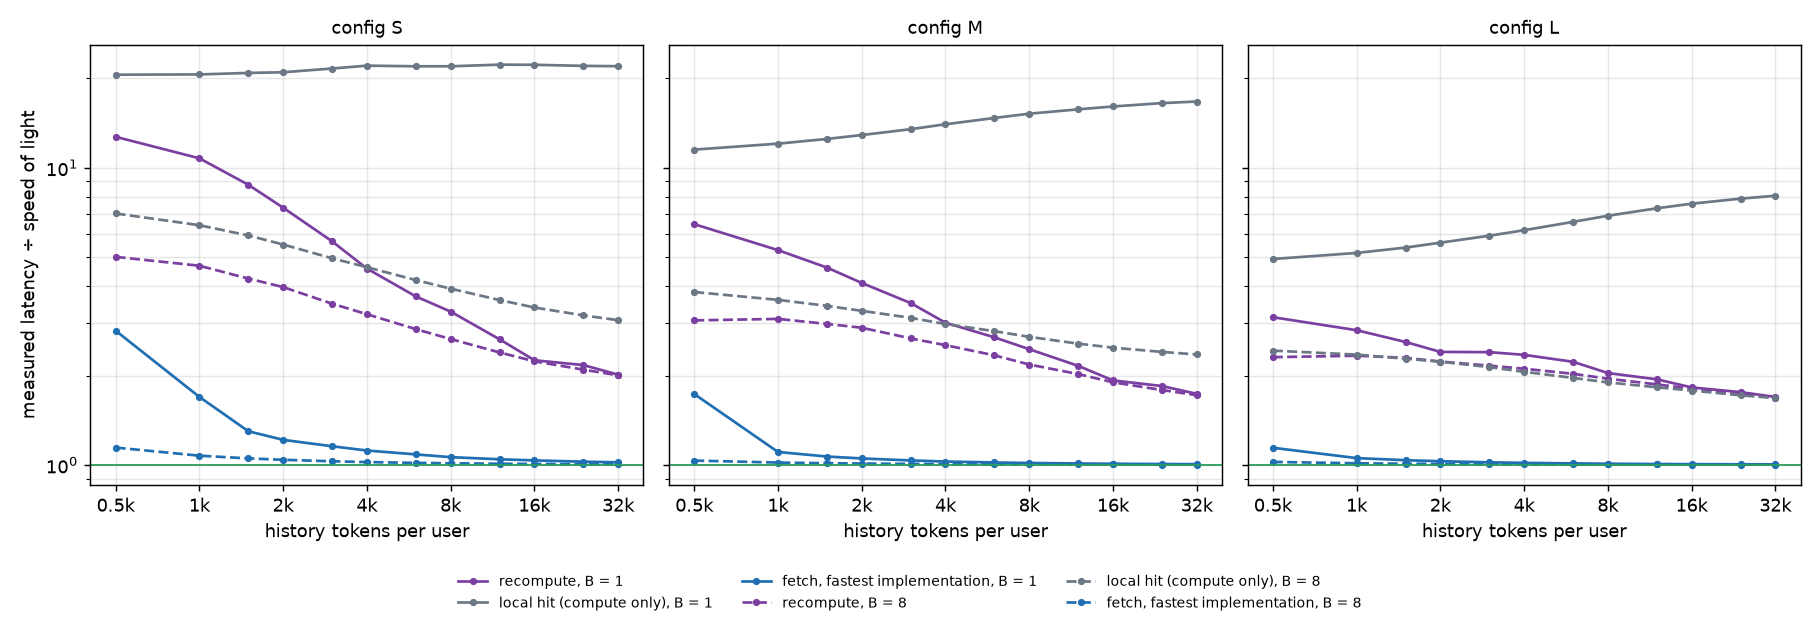 config S
config M
config L
measured latency ÷ speed of light
10¹
10⁰
0.5k 1k 2k 4k 8k 16k 32k
0.5k 1k 2k 4k 8k 16k 32k
0.5k 1k 2k 4k 8k 16k 32k
history tokens per user
history tokens per user
history tokens per user
recompute, B = 1
local hit (compute only), B = 1
fetch, fastest implementation, B = 1
recompute, B = 8
local hit (compute only), B = 8
fetch, fastest implementation, B = 8